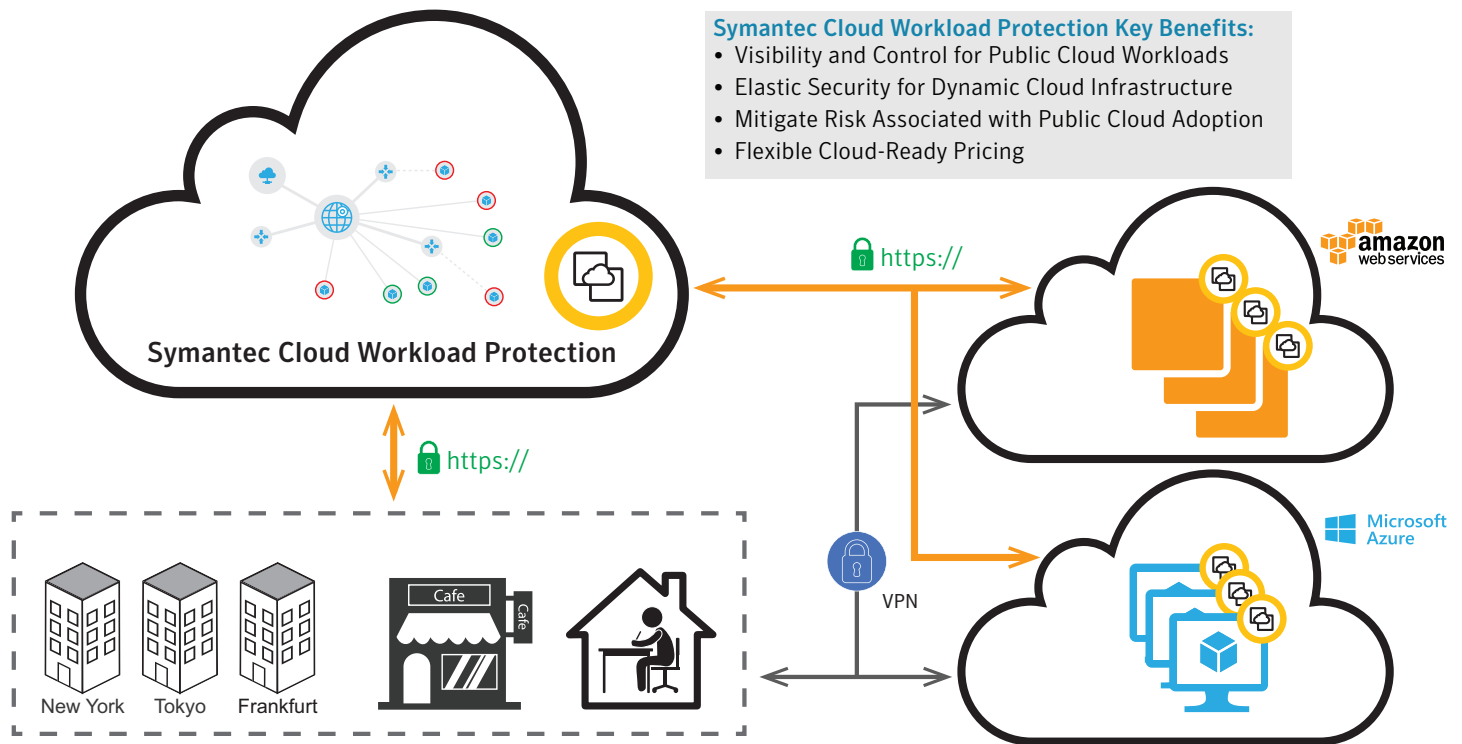 Symantec Cloud Workload Protection Key Benefits:
• Visibility and Control for Public Cloud Workloads
• Elastic Security for Dynamic Cloud Infrastructure
• Mitigate Risk Associated with Public Cloud Adoption
• Flexible Cloud-Ready Pricing
Symantec Cloud Workload Protection
https://
amazon
web services
https://
Microsoft
Azure
VPN
Cafe
Cafe
New York
Tokyo
Frankfurt